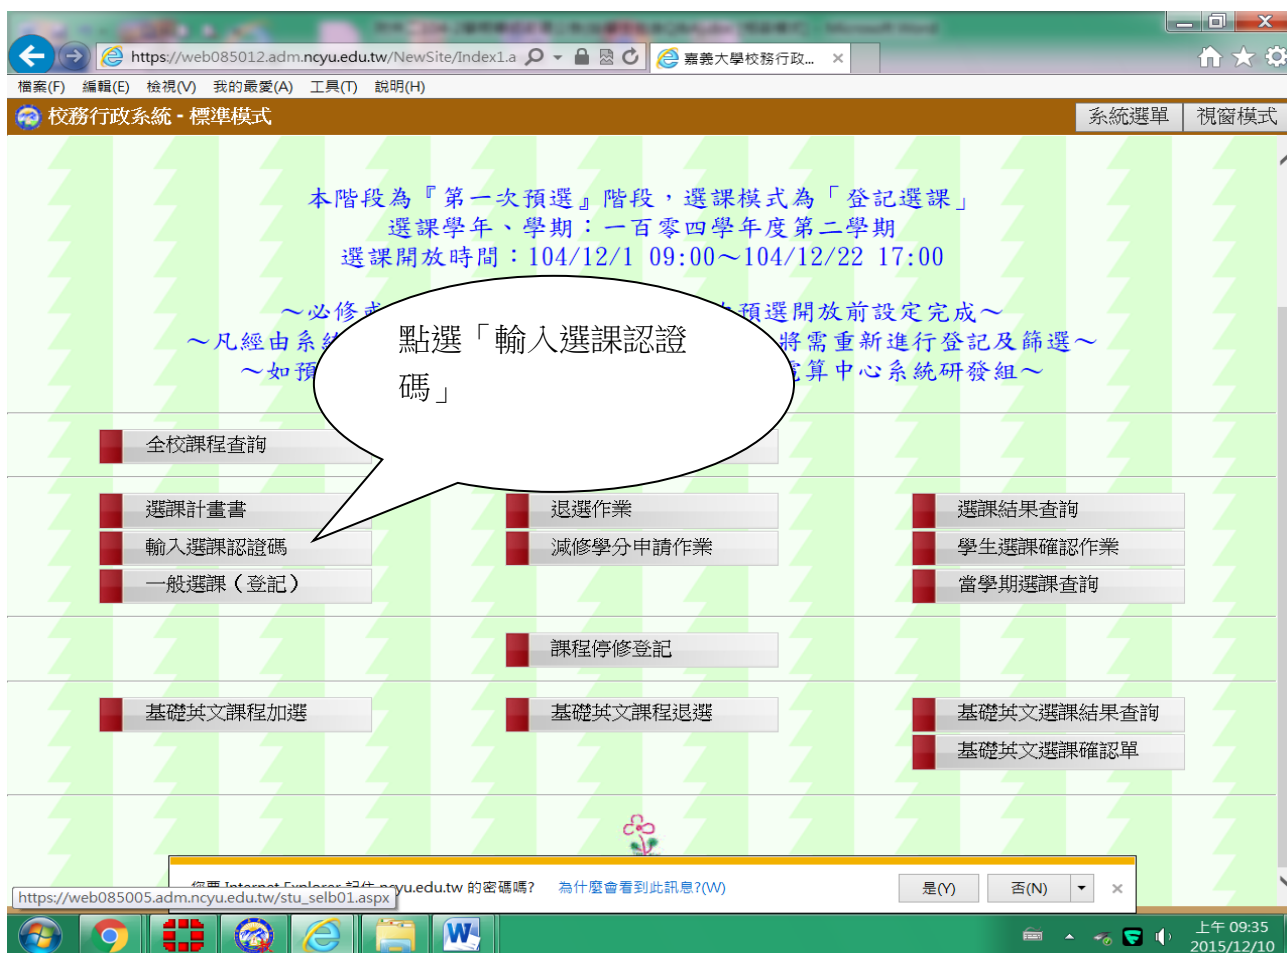 https://web085012.adm.ncyu.edu.tw/NewSite/Index1.a
嘉義大學校務行政...
檔案(F) 編輯(E) 檢視(V) 我的最愛(A) 工具(T) 說明(H)
校務行政系統 - 標準模式
系統選單 視窗模式
本階段為『第一次預選』階段，選課模式為「登記選課」
選課學年、學期：一百零四學年度第二學期
選課開放時間：104/12/1 09:00～104/12/22 17:00
～必修 預選開放前設定完成～
～凡經由系 將需重新進行登記及篩選～
～如預 算中心系統研發組～
點選「輸入選課認證
碼」
全校課程查詢
選課計畫書 退選作業 選課結果查詢
輸入選課認證碼 減修學分申請作業 學生選課確認作業
一般選課（登記） 當學期選課查詢
課程停修登記
基礎英文課程加選 基礎英文課程退選 基礎英文選課結果查詢
基礎英文選課確認單
ncyu.edu.tw 的密碼嗎? 為什麼會看到此訊息?(W) 是(Y) 否(N)
https://web085005.adm.ncyu.edu.tw/stu_selb01.aspx
上午 09:35
2015/12/10